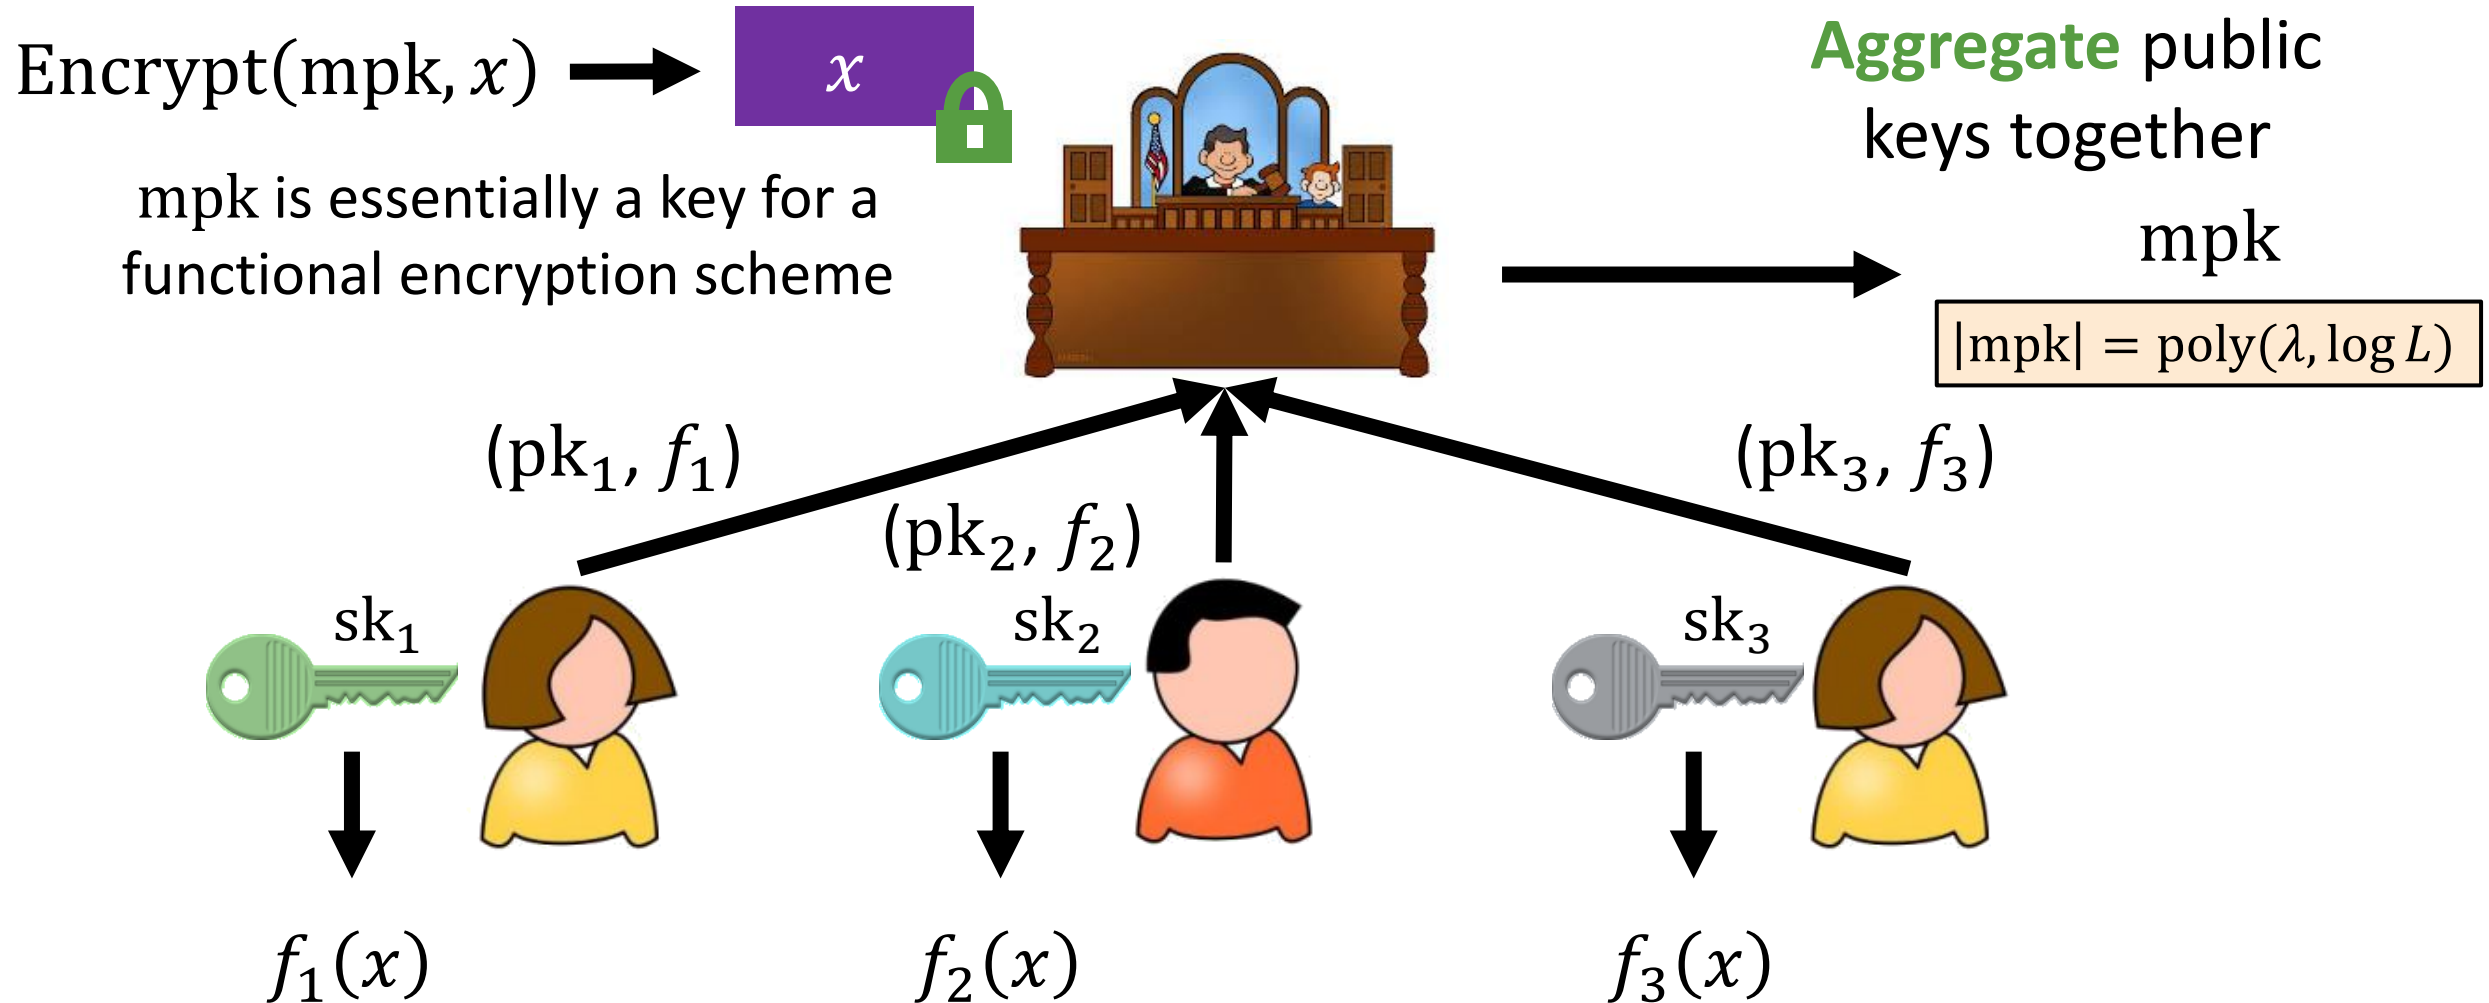 Encrypt(mpk, x)
x
mpk is essentially a key for a
functional encryption scheme
Aggregate public
keys together
mpk
|mpk| = poly(λ, log L)
(pk₁, f₁)
(pk₂, f₂)
(pk₃, f₃)
sk₁
sk₂
sk₃
f₁(x)
f₂(x)
f₃(x)